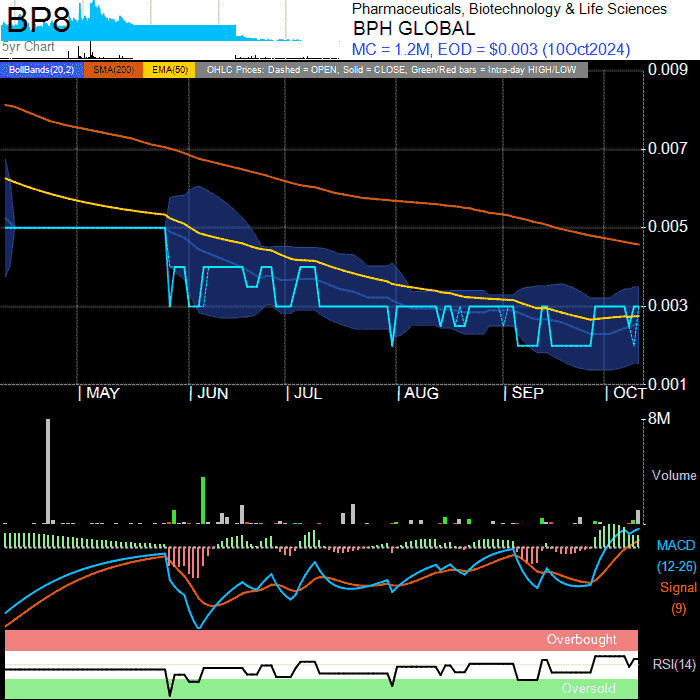 BP8
5yr Chart
Pharmaceuticals, Biotechnology & Life Sciences
BPH GLOBAL
MC = 1.2M, EOD = $0.003 (10Oct2024)
BollBands(20,2) SMA(200) EMA(50) OHLC Prices: Dashed = OPEN, Solid = CLOSE, Green/Red bars = Intra-day HIGH/LOW
0.009
0.007
0.005
0.003
0.001
| MAY | JUN | JUL | AUG | SEP | OCT
8M
Volume
MACD
(12-26)
Signal
(9)
Overbought
RSI(14)
Oversold